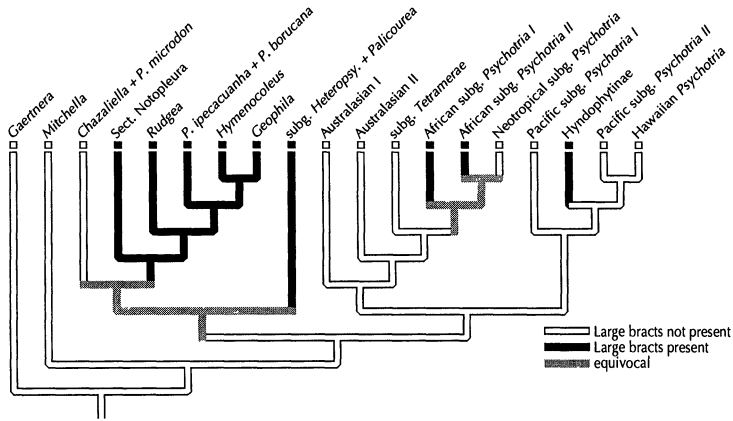 Gaertnera
Mitchella
Chazaliella + P. microdon
Sect. Notopleura
Rudgea
P. ipecacuanha + P. borucana
Hymenocoleus
Geophila
subg. Heteropsy. + Palicourea
Australasian I
Australasian II
subg. Tetramerae
African subg. Psychotria I
African subg. Psychotria II
Neotropical subg. Psychotria
Pacific subg. Psychotria I
Hyndophytinae
Pacific subg. Psychotria II
Hawaiian Psychotria
Large bracts not present
Large bracts present
equivocal